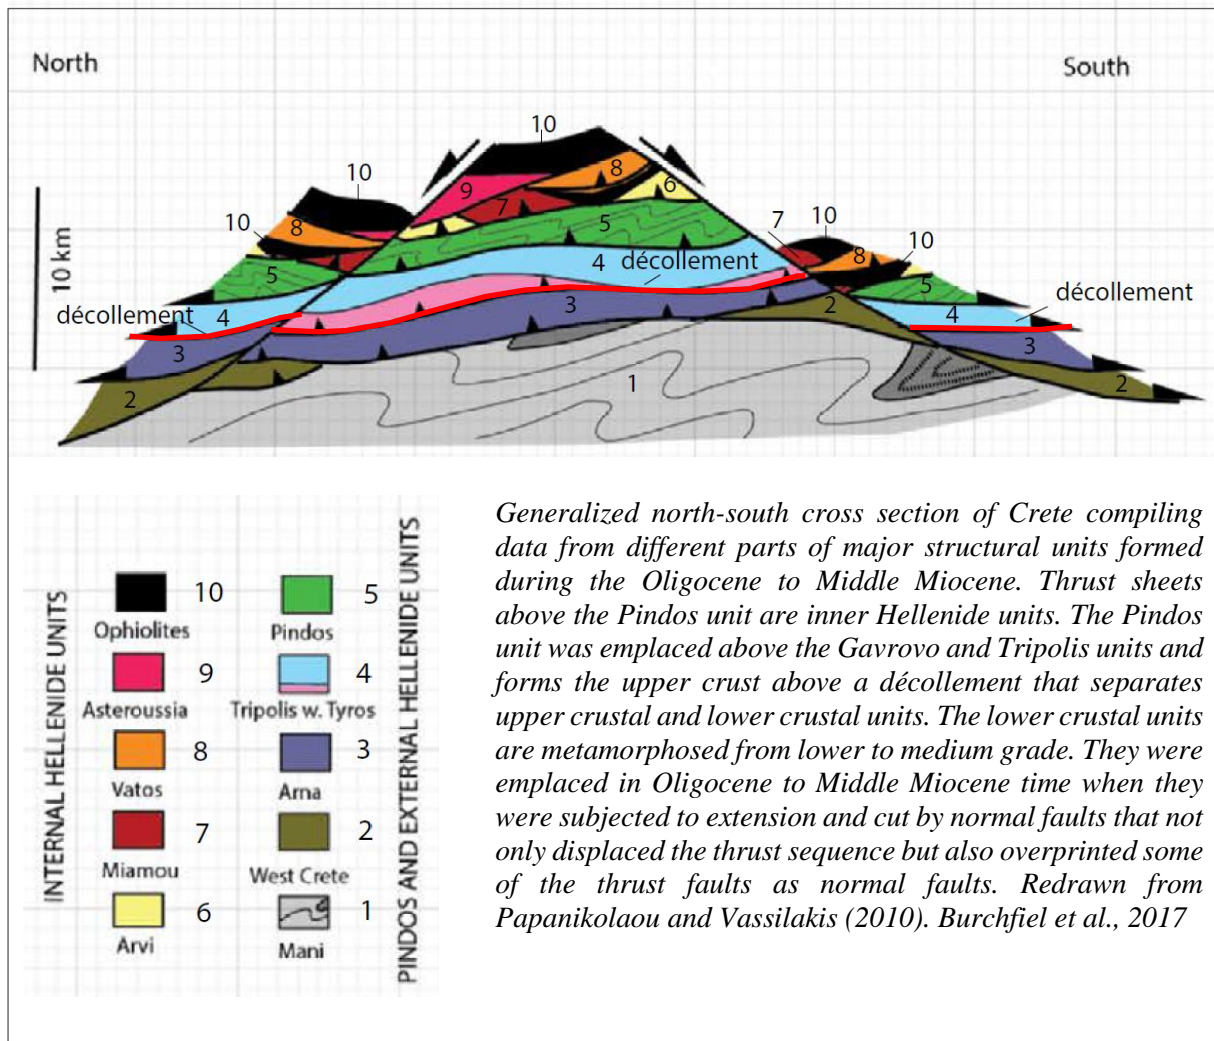 North
South
10
10
8
9
6
7
10
8
5
7
10
10
5
4
décollement
8
5
10 km
décollement
4
3
2
4
décollement
3
3
2
1
2
INTERNAL HELLENIDE UNITS
PINDOS AND EXTERNAL HELLENIDE UNITS
10
Ophiolites
5
Pindos
9
Asteroussia
4
Tripolis w. Tyros
8
Vatos
3
Arna
7
Miamou
2
West Crete
6
Arvi
1
Mani
Generalized north-south cross section of Crete compiling
data from different parts of major structural units formed
during the Oligocene to Middle Miocene. Thrust sheets
above the Pindos unit are inner Hellenide units. The Pindos
unit was emplaced above the Gavrovo and Tripolis units and
forms the upper crust above a décollement that separates
upper crustal and lower crustal units. The lower crustal units
are metamorphosed from lower to medium grade. They were
emplaced in Oligocene to Middle Miocene time when they
were subjected to extension and cut by normal faults that not
only displaced the thrust sequence but also overprinted some
of the thrust faults as normal faults. Redrawn from
Papanikolaou and Vassilakis (2010). Burchfiel et al., 2017